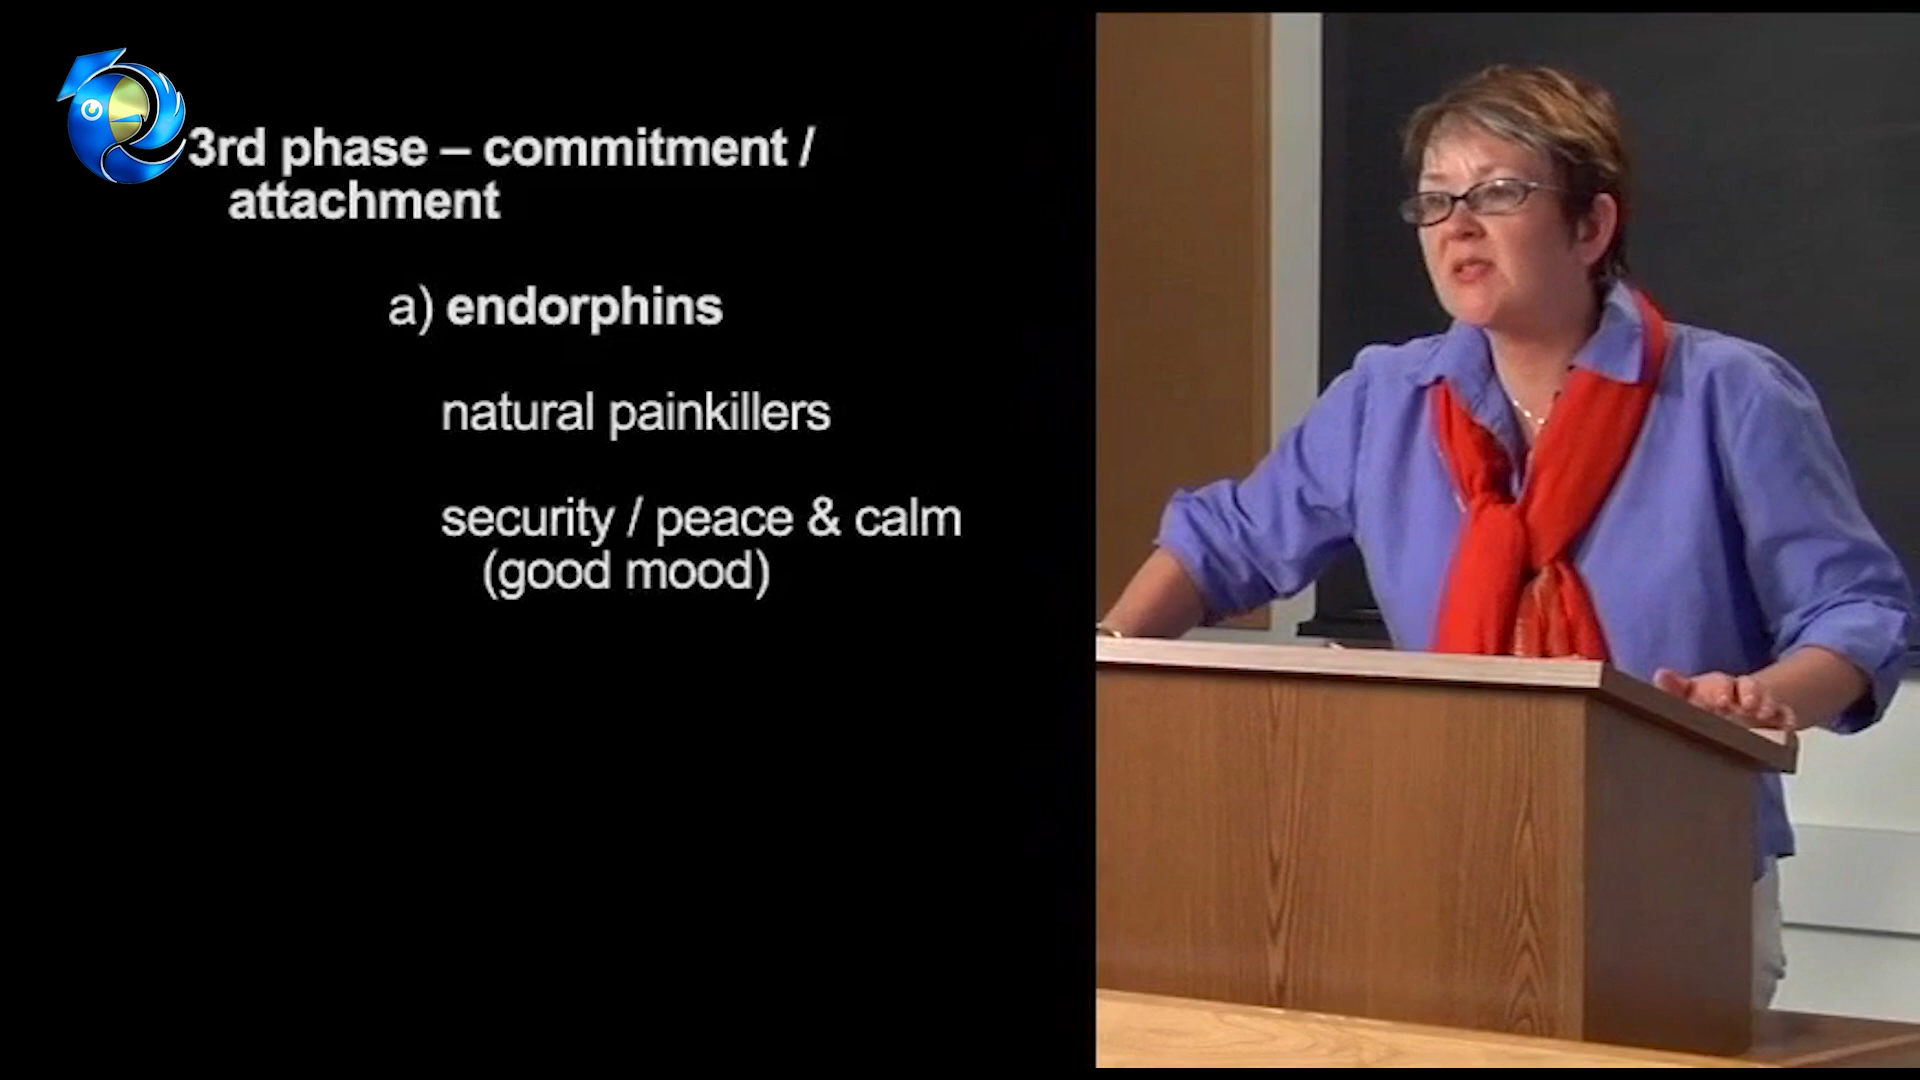 3rd phase – commitment /
attachment
a) endorphins
natural painkillers
security / peace & calm
(good mood)